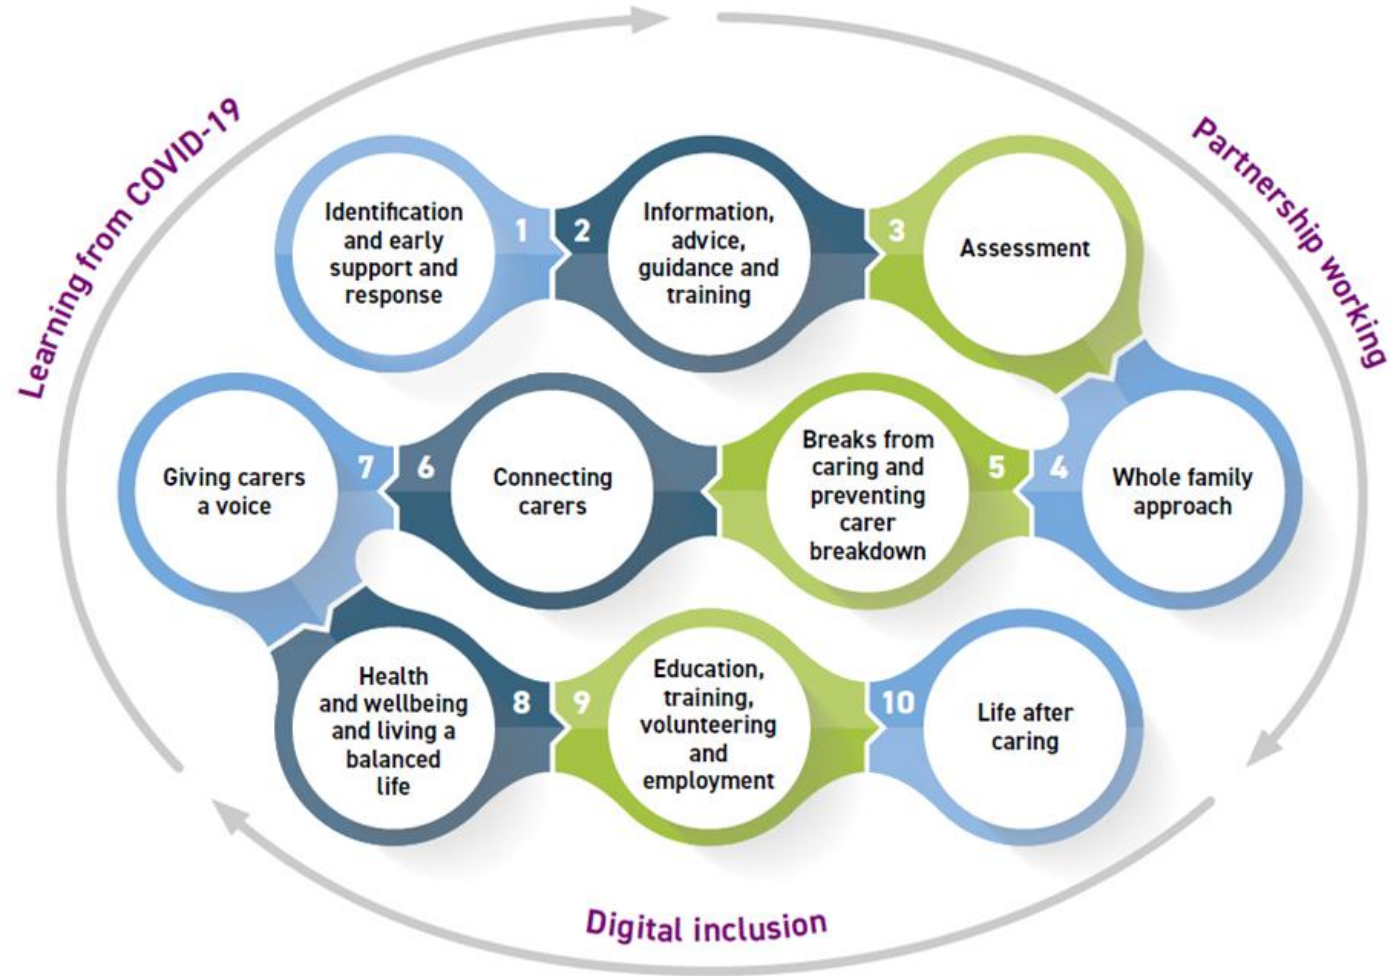 Learning from COVID-19
Partnership working
Identification
and early
support and
response
1
2
Information,
advice,
guidance and
training
3
Assessment
4
Whole family
approach
5
Breaks from
caring and
preventing
carer
breakdown
6
Connecting
carers
7
Giving carers
a voice
8
Health
and wellbeing
and living a
balanced
life
9
Education,
training,
volunteering
and
employment
10
Life after
caring
Digital inclusion